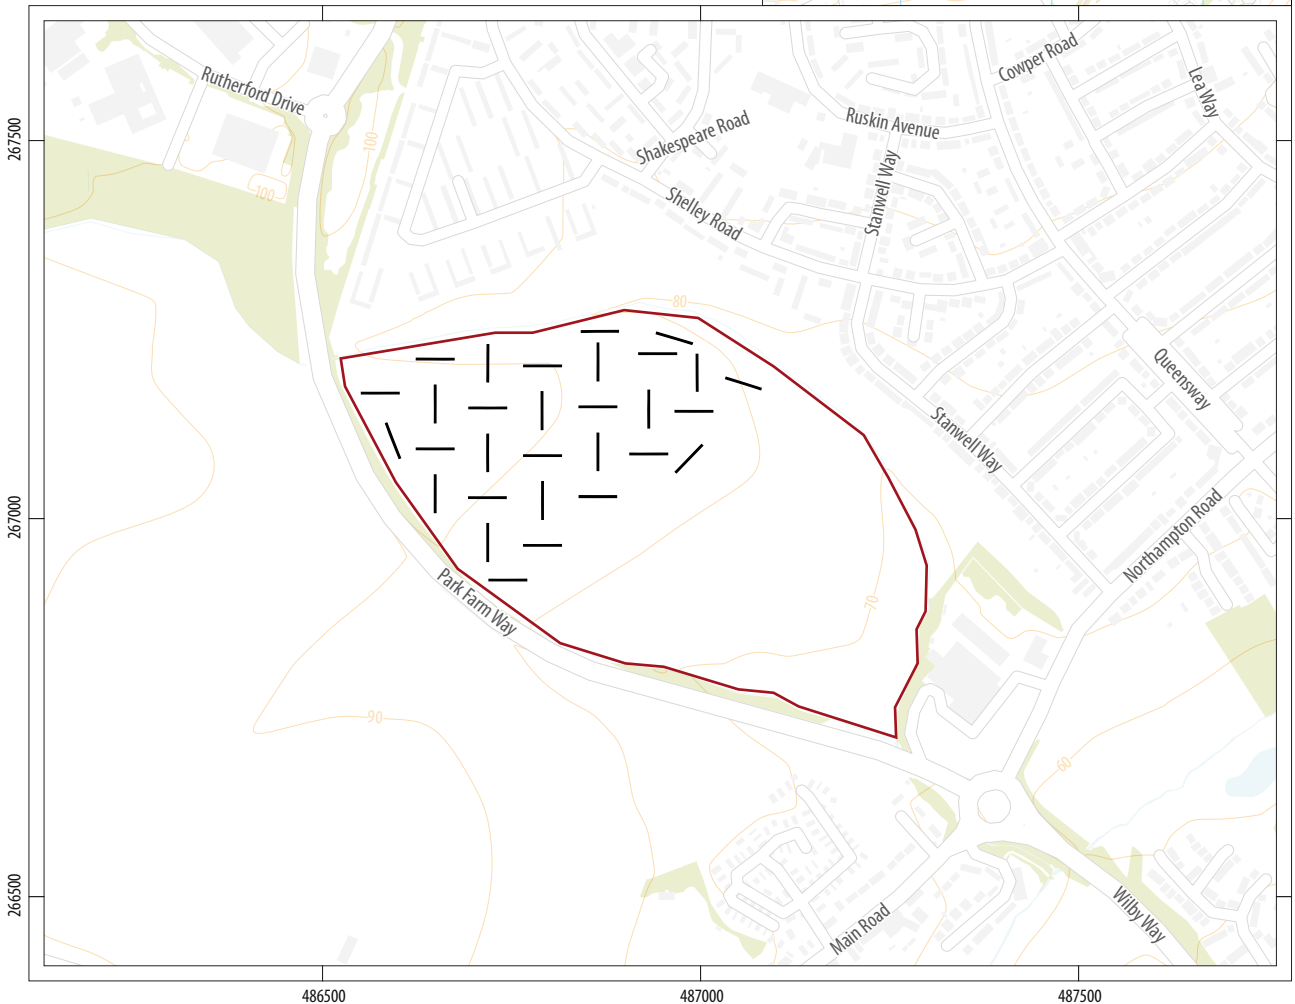 Cowper Road
Rutherford Drive
Lea Way
Ruskin Avenue
Shakespeare Road
100
267500
Stanwell Way
100
Shelley Road
80
Queensway
Stanwell Way
Northampton Road
267000
Park Farm Way
70
90
60
266500
Main Road
Wilby Way
486500
487000
487500